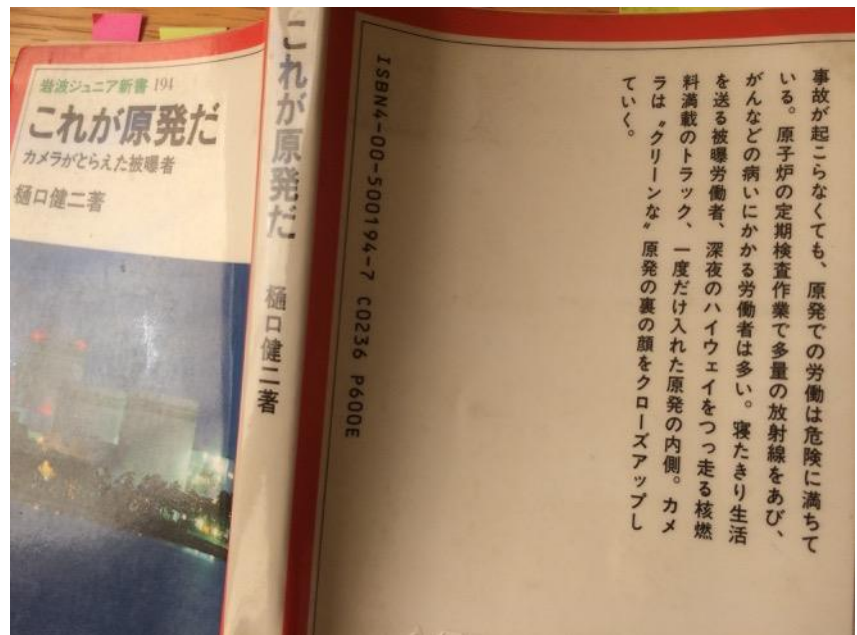 岩波ジュニア新書 194
これが原発だ
カメラがとらえた被曝者
樋口健二著
これが原発だ 樋口健二著
ISBN4-00-500194-7 C0236 P600E
事故が起こらなくても、原発での労働は危険に満ちて
いる。原子炉の定期検査作業で多量の放射線をあび、
がんなどの病いにかかる労働者は多い。寝たきり生活
を送る被曝労働者、深夜のハイウェイをつっ走る核燃
料満載のトラック、一度だけ入れた原発の内側。カメ
ラは〝クリーンな〟原発の裏の顔をクローズアップし
ていく。